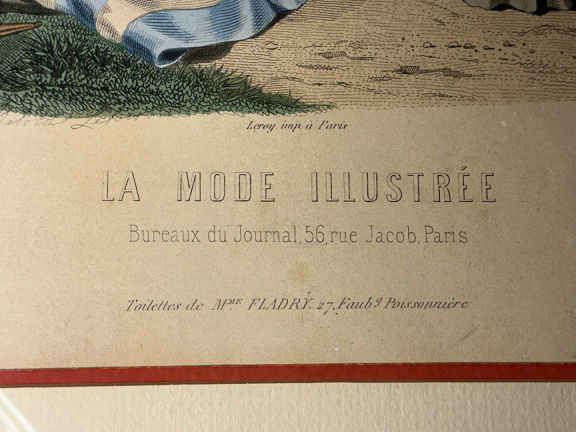 Leroy, imp. à Paris
LA MODE ILLUSTRÉE
Bureaux du Journal, 56, rue Jacob, Paris
Toilettes de Mme FLADRY. 27, Faubg Poissonnière